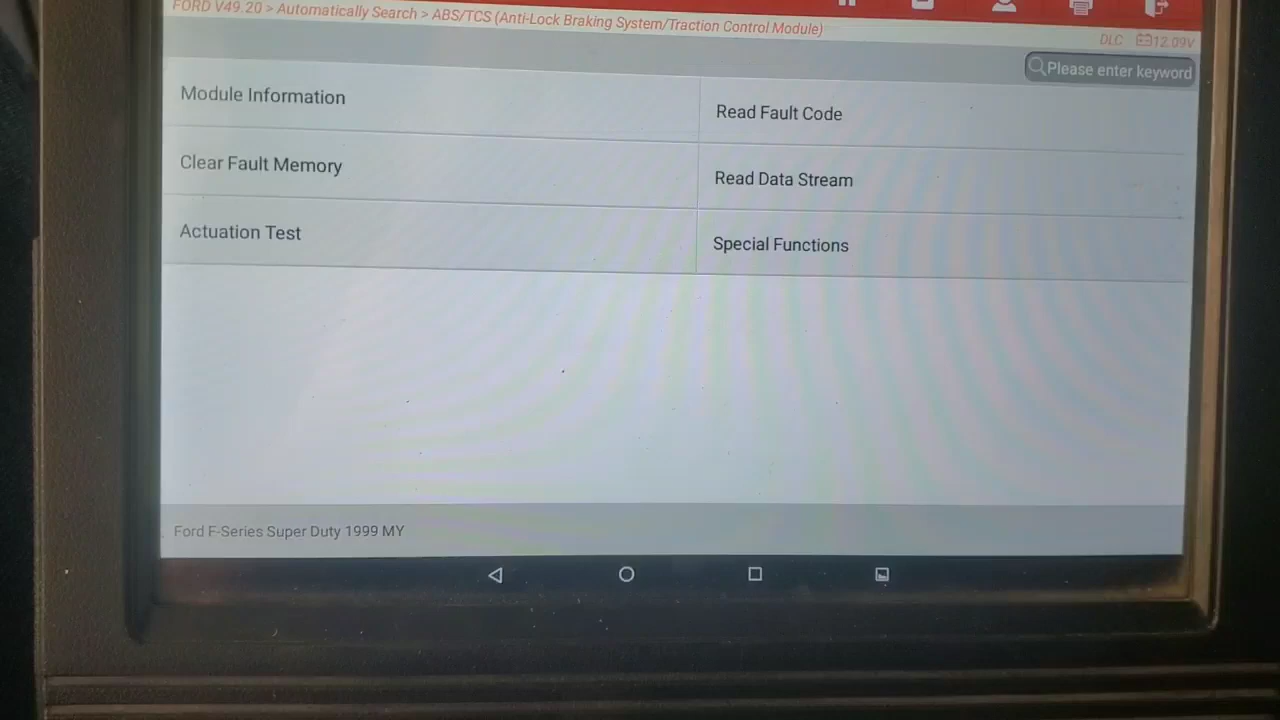 FORD V49.20 > Automatically Search > ABS/TCS (Anti-Lock Braking System/Traction Control Module)
DLC 12.09V
Please enter keyword
Module Information
Read Fault Code
Clear Fault Memory
Read Data Stream
Actuation Test
Special Functions
Ford F-Series Super Duty 1999 MY